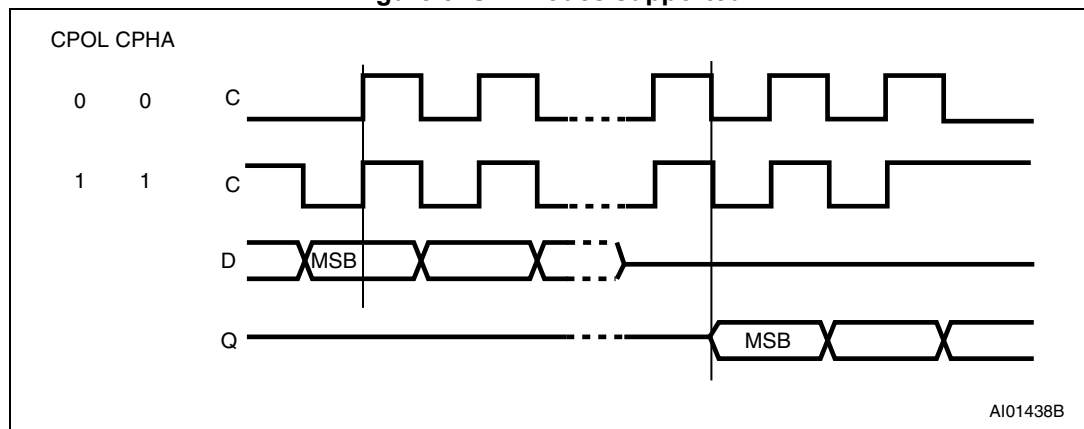 CPOL CPHA
0 0 C
1 1 C
D MSB
Q MSB
AI01438B